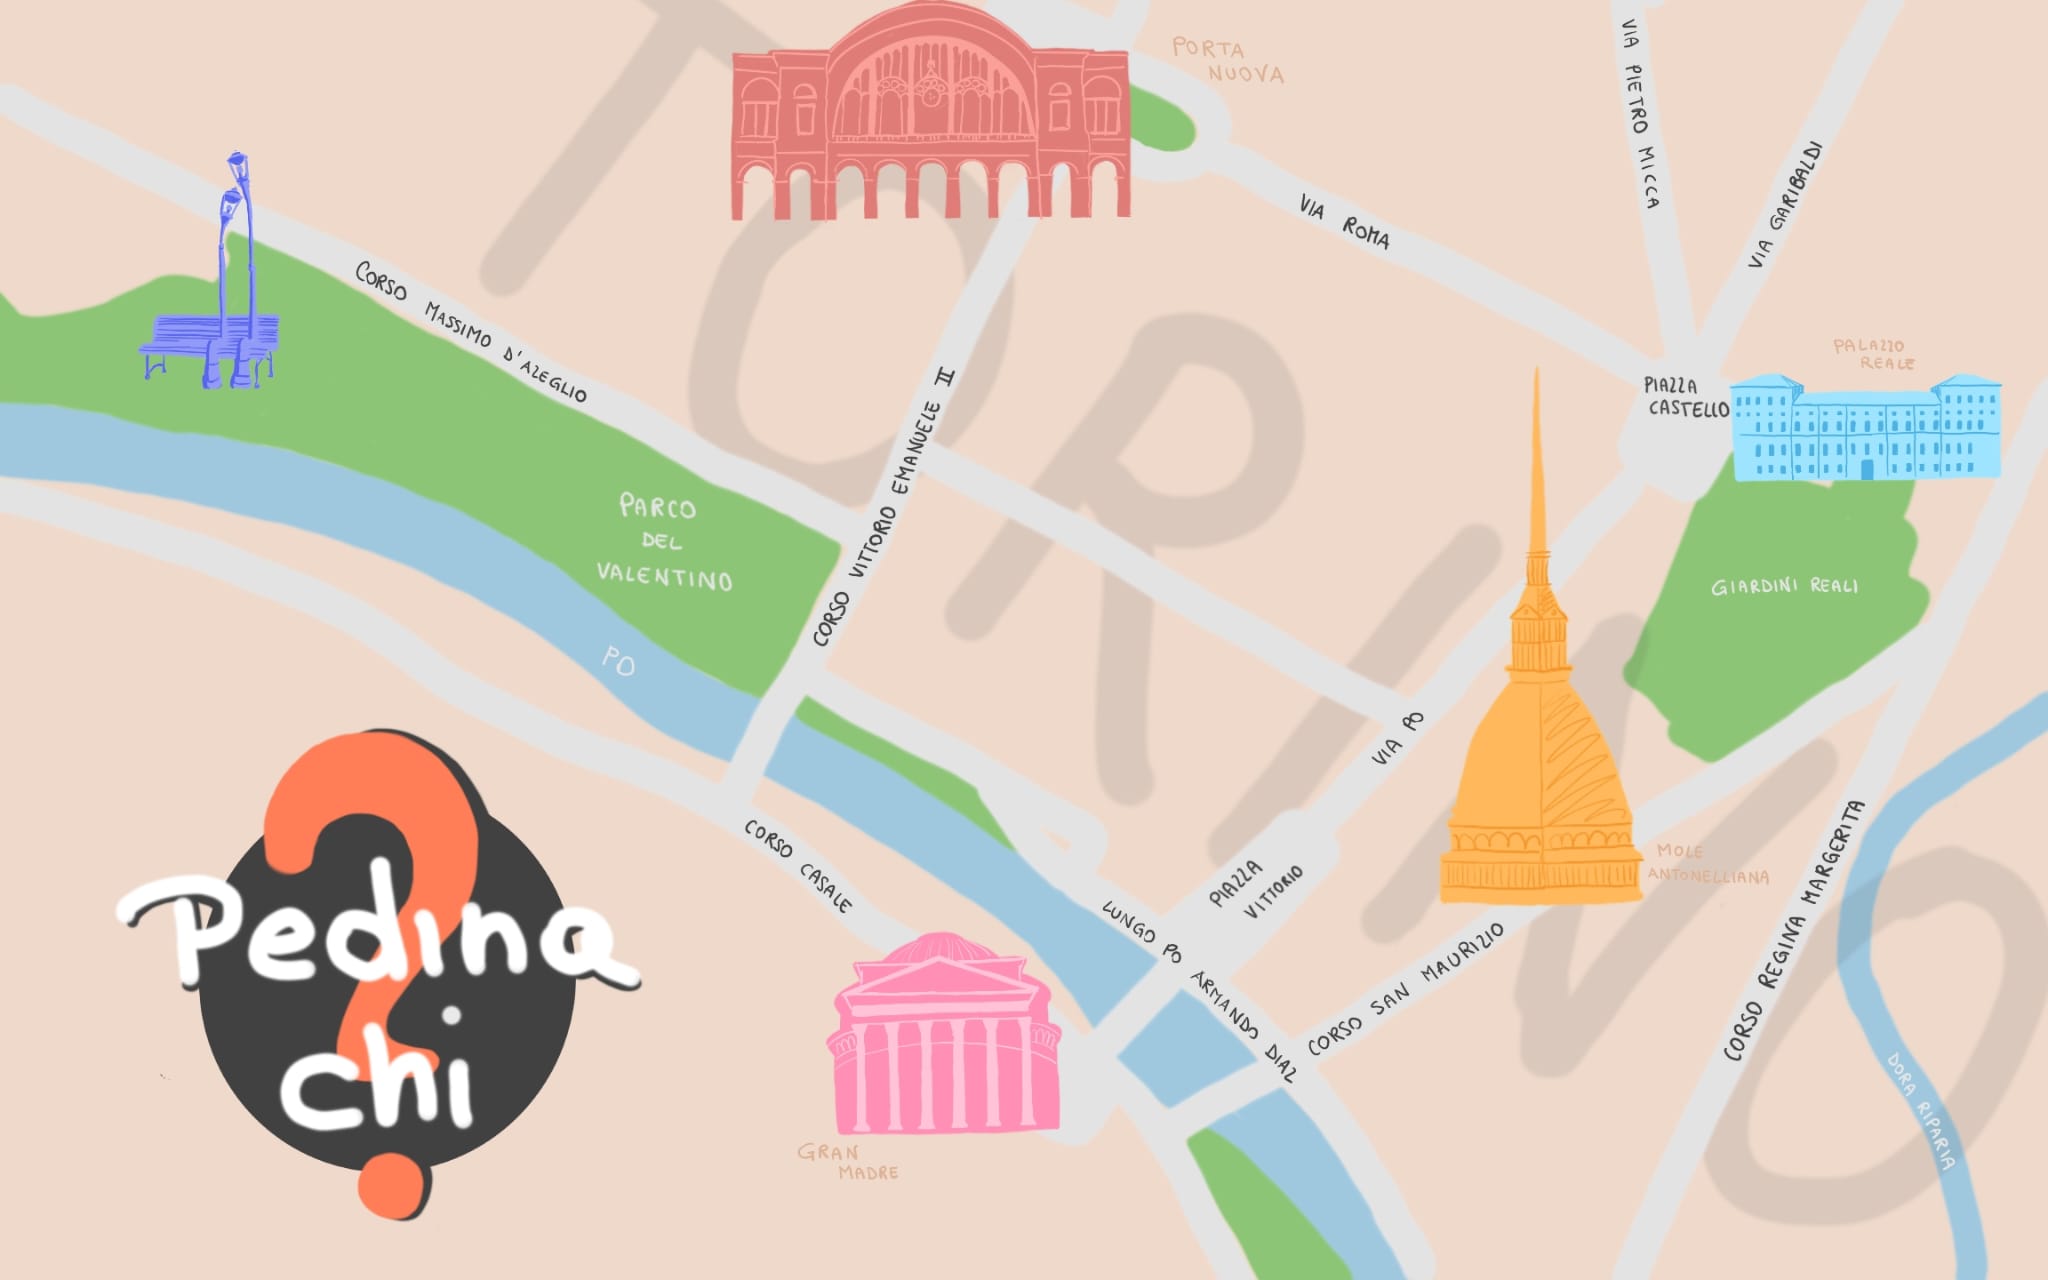 TORINO
PORTA
NUOVA
VIA PIETRO MICCA
VIA GARIBALDI
VIA ROMA
CORSO MASSIMO D'AZEGLIO
PALAZZO
REALE
PIAZZA
CASTELLO
CORSO VITTORIO EMANUELE II
PARCO
DEL
VALENTINO
GIARDINI REALI
PO
VIA PO
Pedina
chi
?
CORSO CASALE
PIAZZA
VITTORIO
MOLE
ANTONELLIANA
CORSO REGINA MARGERITA
LUNGO PO ARMANDO DIAZ
CORSO SAN MAURIZIO
DORA RIPARIA
GRAN
MADRE